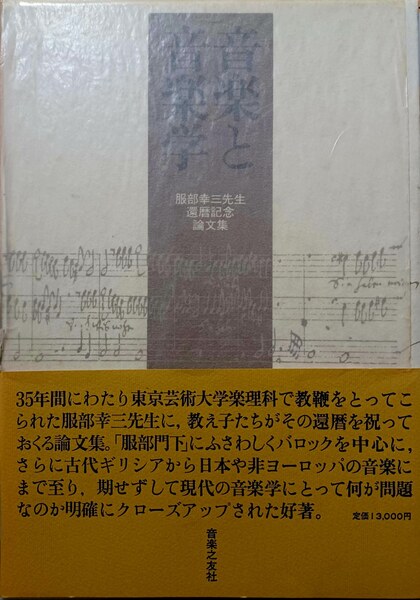 音楽と
音楽学
服部幸三先生
還暦記念
論文集
35年間にわたり東京芸術大学楽理科で教鞭をとってこ
られた服部幸三先生に，教え子たちがその還暦を祝って
おくる論文集。「服部門下」にふさわしくバロックを中心に，
さらに古代ギリシアから日本や非ヨーロッパの音楽に
まで至り，期せずして現代の音楽学にとって何が問題
なのか明確にクローズアップされた好著。
定価13,000円
音楽之友社